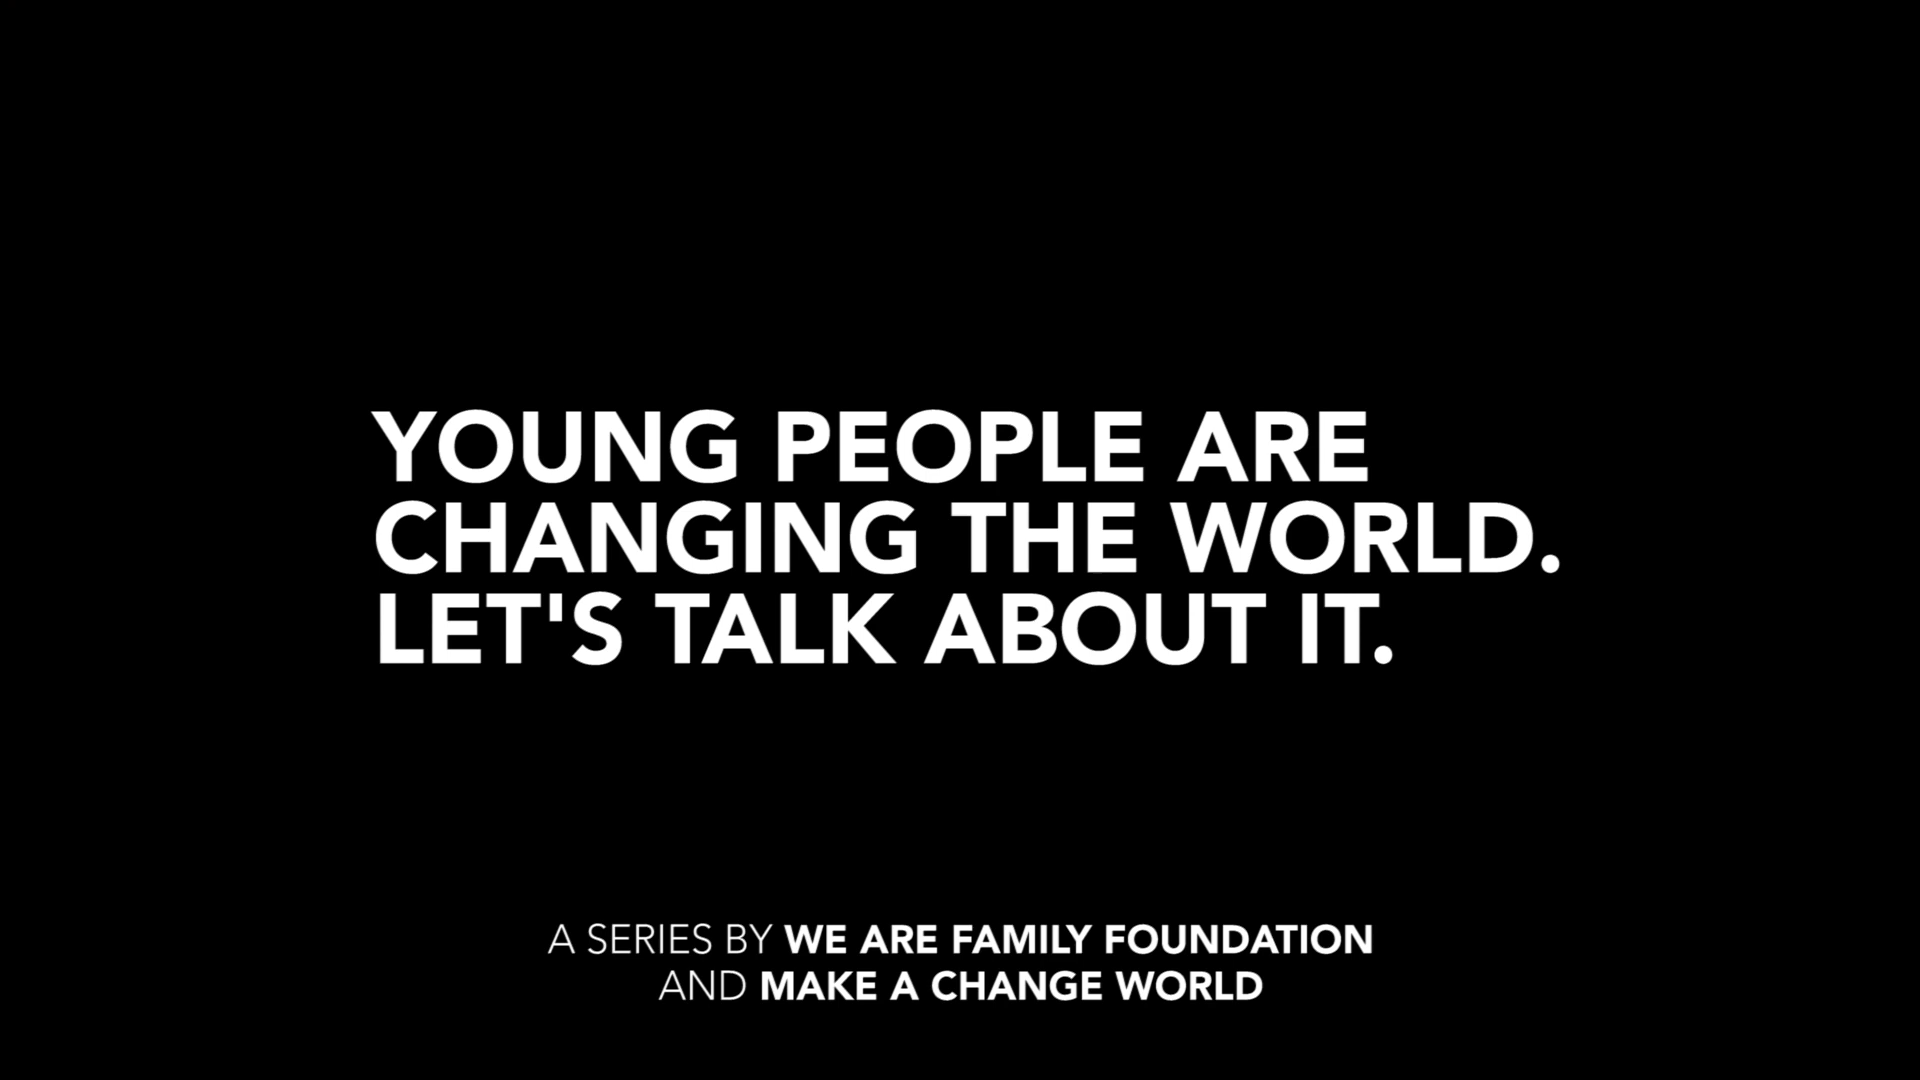 YOUNG PEOPLE ARE
CHANGING THE WORLD.
LET'S TALK ABOUT IT.
A SERIES BY WE ARE FAMILY FOUNDATION
AND MAKE A CHANGE WORLD